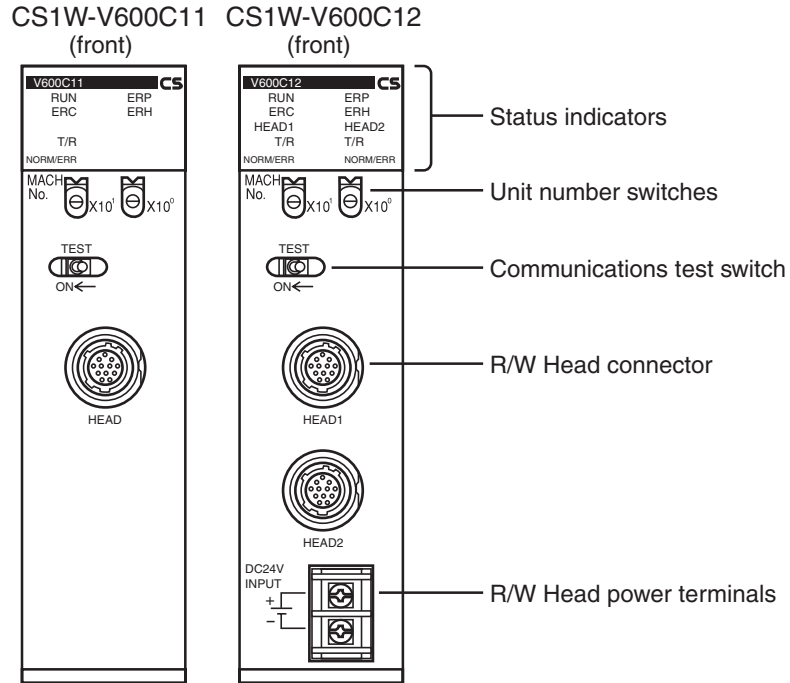 CS1W-V600C11
(front)
V600C11 CS
RUN ERP
ERC ERH
T/R
NORM/ERR
MACH
No. X10¹ X10⁰
TEST
ON←
HEAD
CS1W-V600C12
(front)
V600C12 CS
RUN ERP
ERC ERH
HEAD1 HEAD2
T/R T/R
NORM/ERR NORM/ERR
MACH
No. X10¹ X10⁰
TEST
ON←
HEAD1
HEAD2
DC24V
INPUT
+
−
Status indicators
Unit number switches
Communications test switch
R/W Head connector
R/W Head power terminals